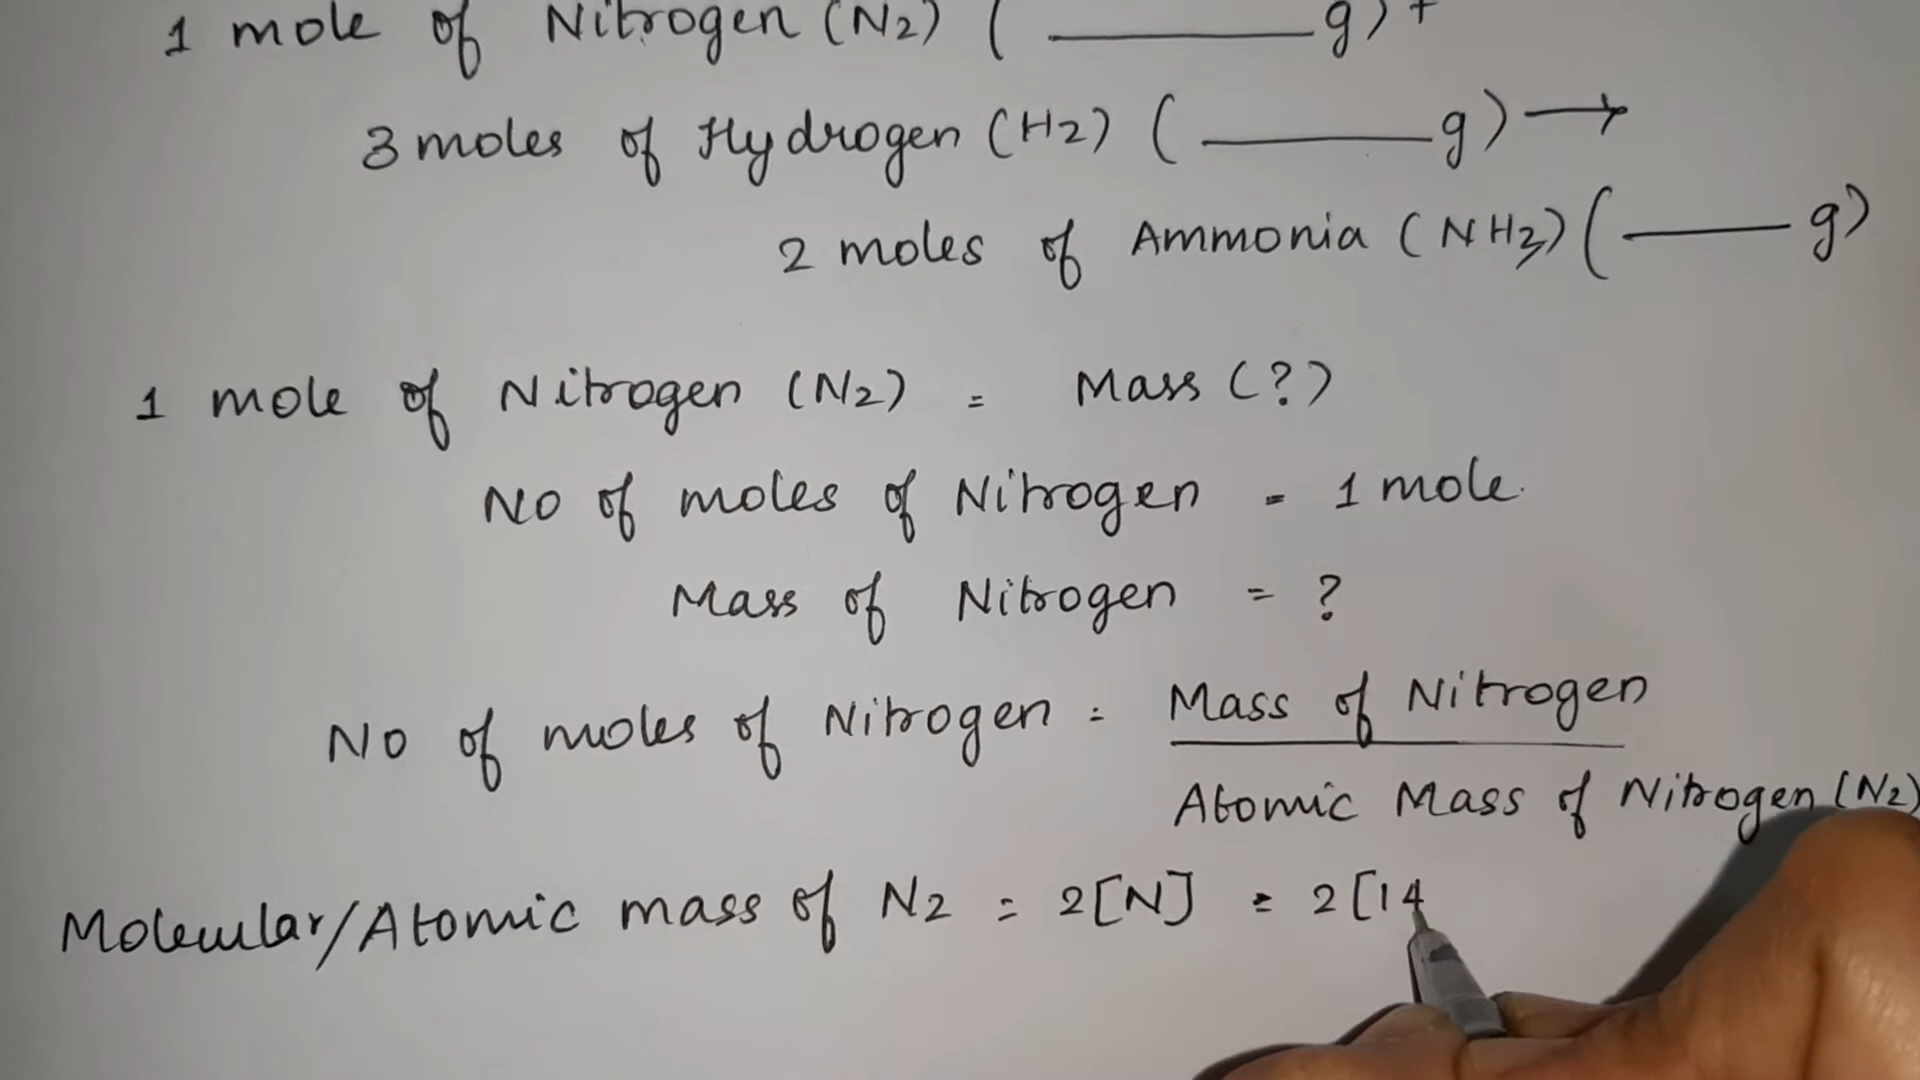 1 mole of Nitrogen (N2) ( ______ g) +
3 moles of Hydrogen (H2) ( ______ g) →
2 moles of Ammonia (NH3) ( ____ g)
1 mole of Nitrogen (N2) = Mass (?)
NO of moles of Nitrogen = 1 mole.
Mass of Nitrogen = ?
NO of moles of Nitrogen = Mass of Nitrogen
Atomic Mass of Nitrogen (N2)
Molecular/Atomic mass of N2 = 2[N] = 2[14